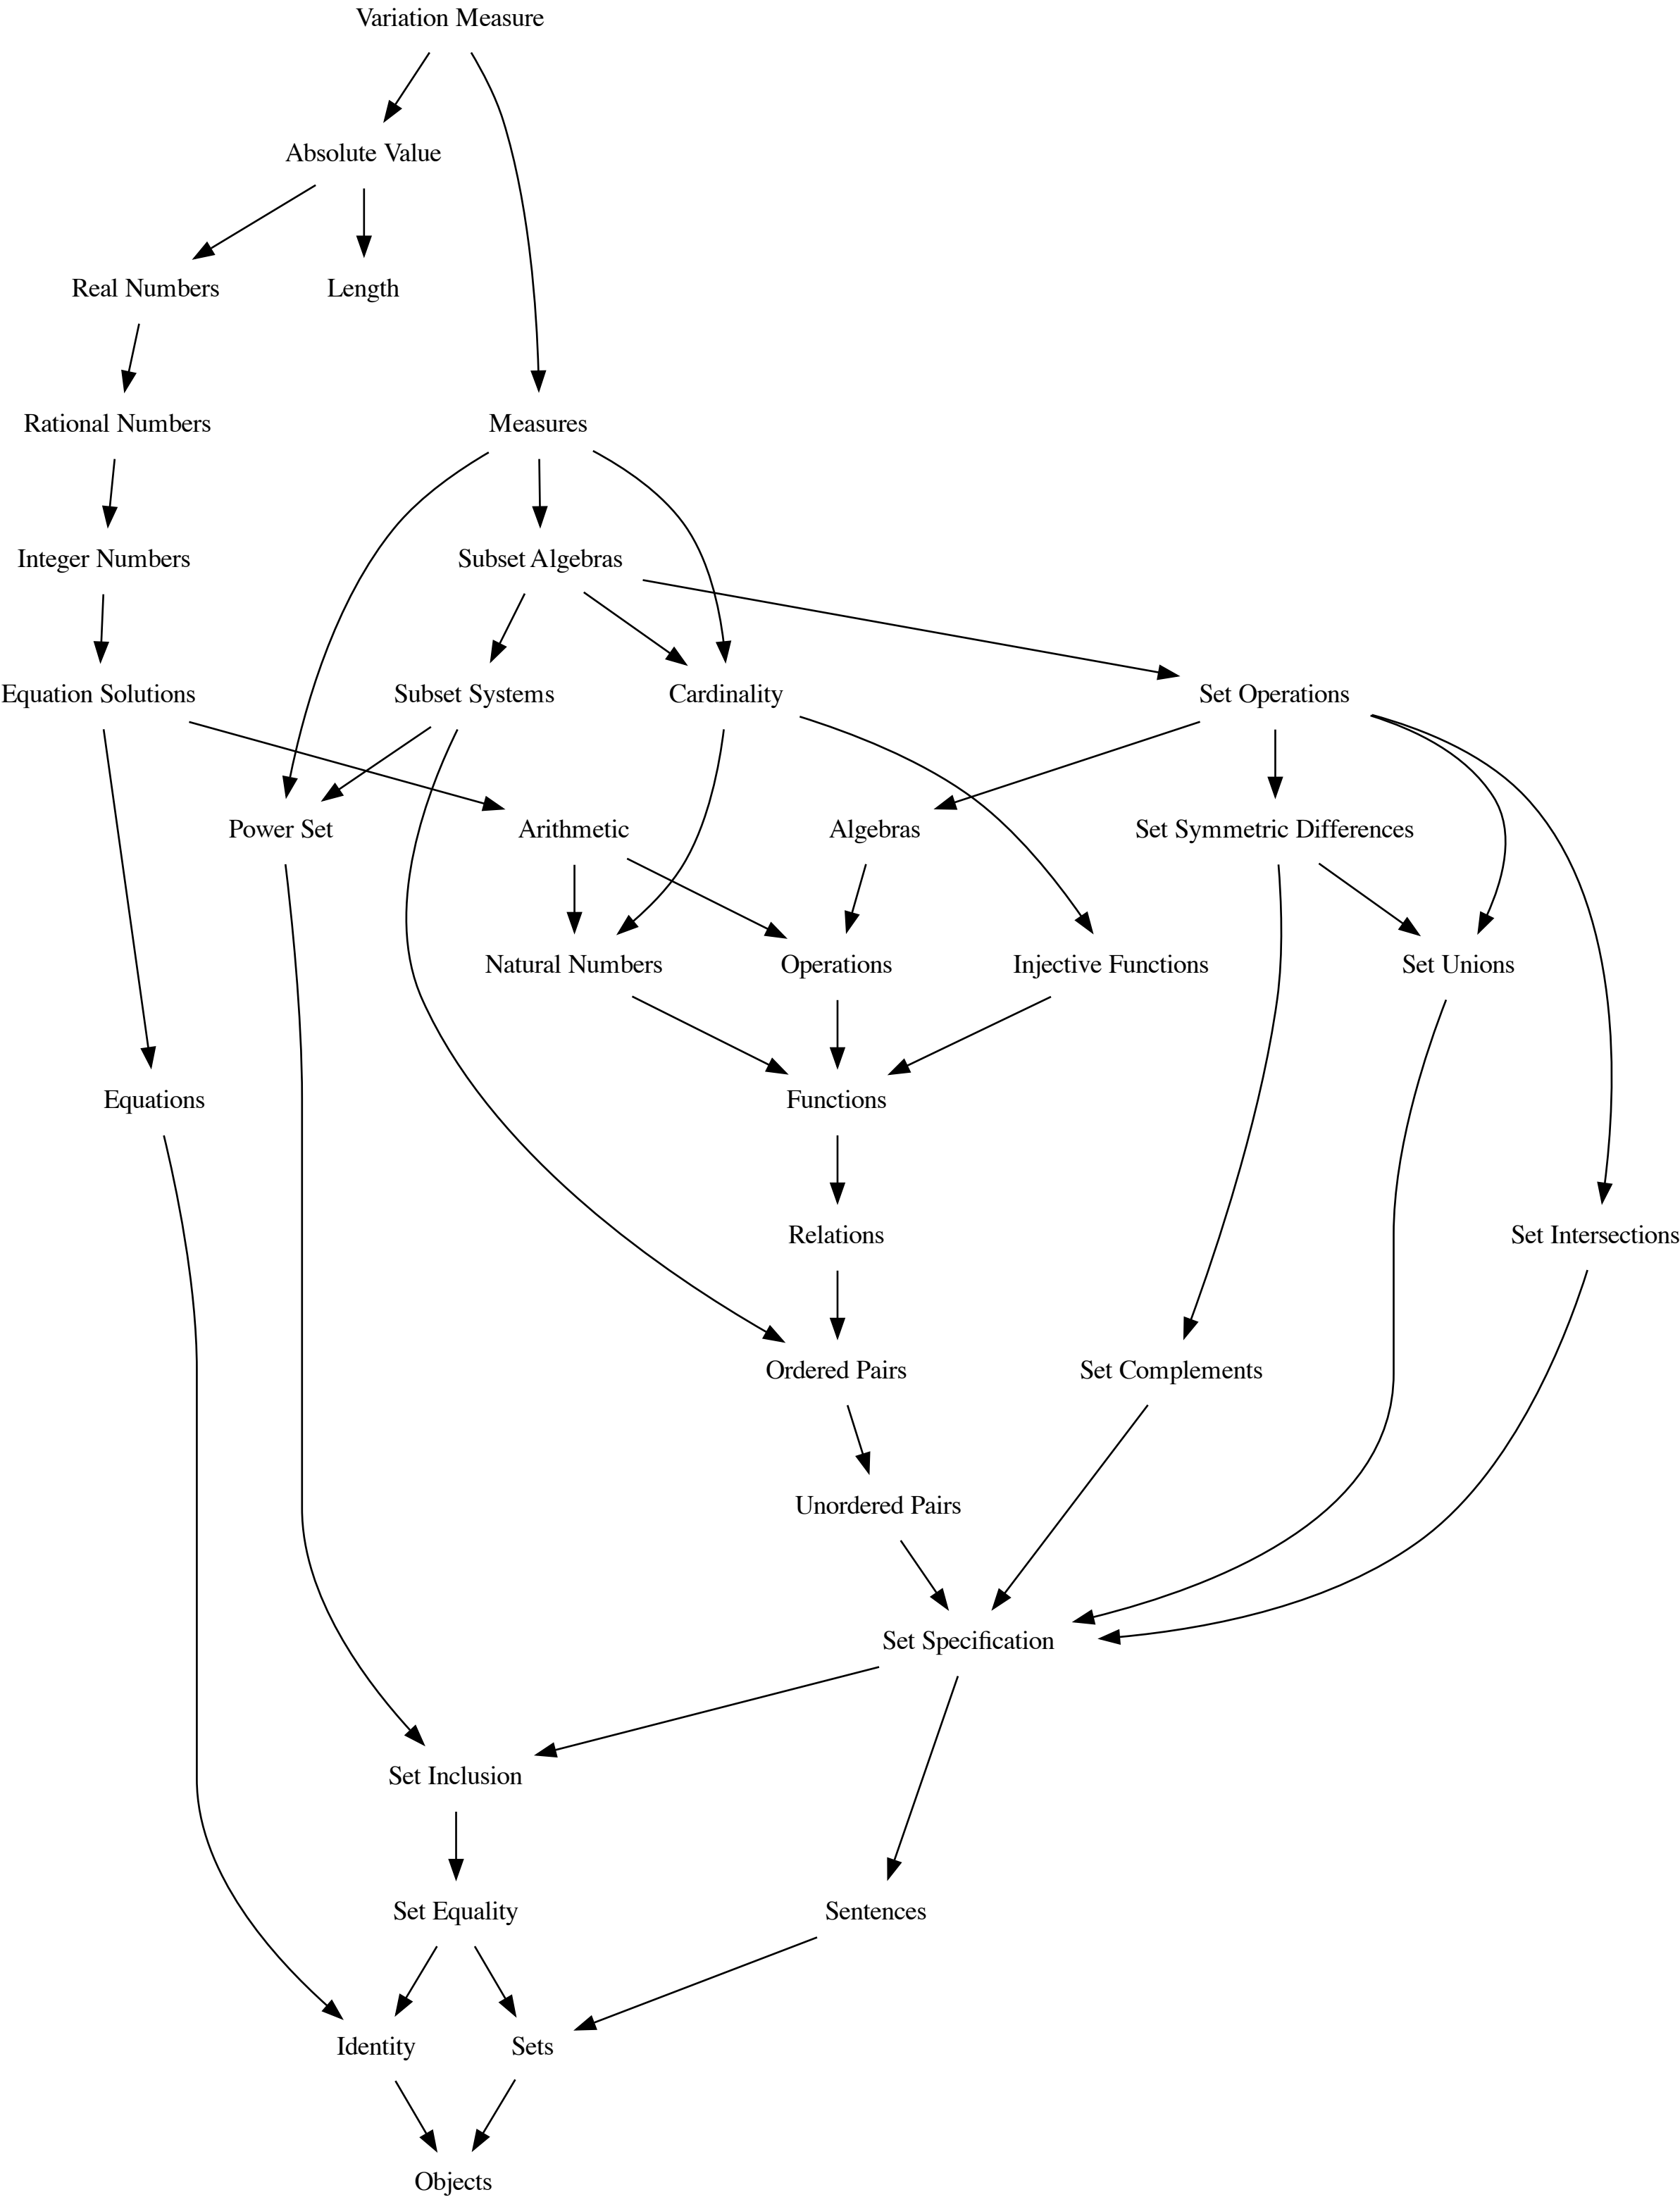 Variation Measure
Absolute Value
Real Numbers
Length
Rational Numbers
Measures
Integer Numbers
Subset Algebras
Equation Solutions
Subset Systems
Cardinality
Set Operations
Power Set
Arithmetic
Algebras
Set Symmetric Differences
Natural Numbers
Operations
Injective Functions
Set Unions
Equations
Functions
Relations
Set Intersections
Ordered Pairs
Set Complements
Unordered Pairs
Set Specification
Set Inclusion
Set Equality
Sentences
Identity
Sets
Objects